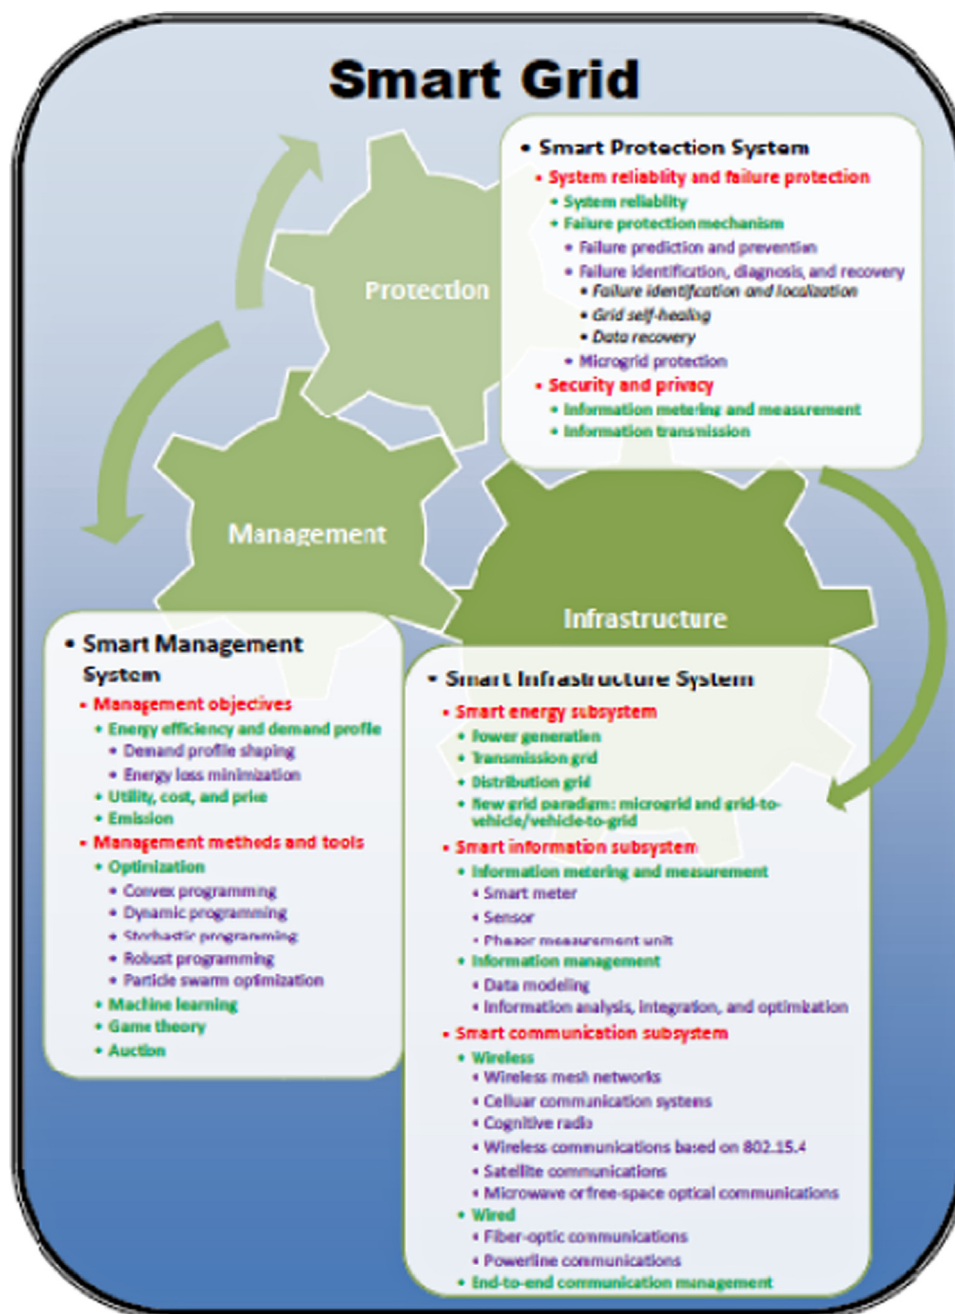 Smart Grid
• Smart Protection System
• System reliablity and failure protection
• System reliablity
• Failure protection mechanism
• Failure prediction and prevention
• Failure identification, diagnosis, and recovery
• Failure identification and localization
• Grid self-healing
• Data recovery
• Microgrid protection
• Security and privacy
• Information metering and measurement
• Information transmission
Protection
Management
Infrastructure
• Smart Management
System
• Management objectives
• Energy efficiency and demand profile
• Demand profile shaping
• Energy loss minimization
• Utility, cost, and price
• Emission
• Management methods and tools
• Optimization
• Convex programming
• Dynamic programming
• Stochastic programming
• Robust programming
• Particle swarm optimization
• Machine learning
• Game theory
• Auction
• Smart Infrastructure System
• Smart energy subsystem
• Power generation
• Transmission grid
• Distribution grid
• New grid paradigm: microgrid and grid-to-
vehicle/vehicle-to-grid
• Smart information subsystem
• Information metering and measurement
• Smart meter
• Sensor
• Phasor measurement unit
• Information management
• Data modeling
• Information analysis, integration, and optimization
• Smart communication subsystem
• Wireless
• Wireless mesh networks
• Celluar communication systems
• Cognitive radio
• Wireless communications based on 802.15.4
• Satellite communications
• Microwave or free-space optical communications
• Wired
• Fiber-optic communications
• Powerline communications
• End-to-end communication management